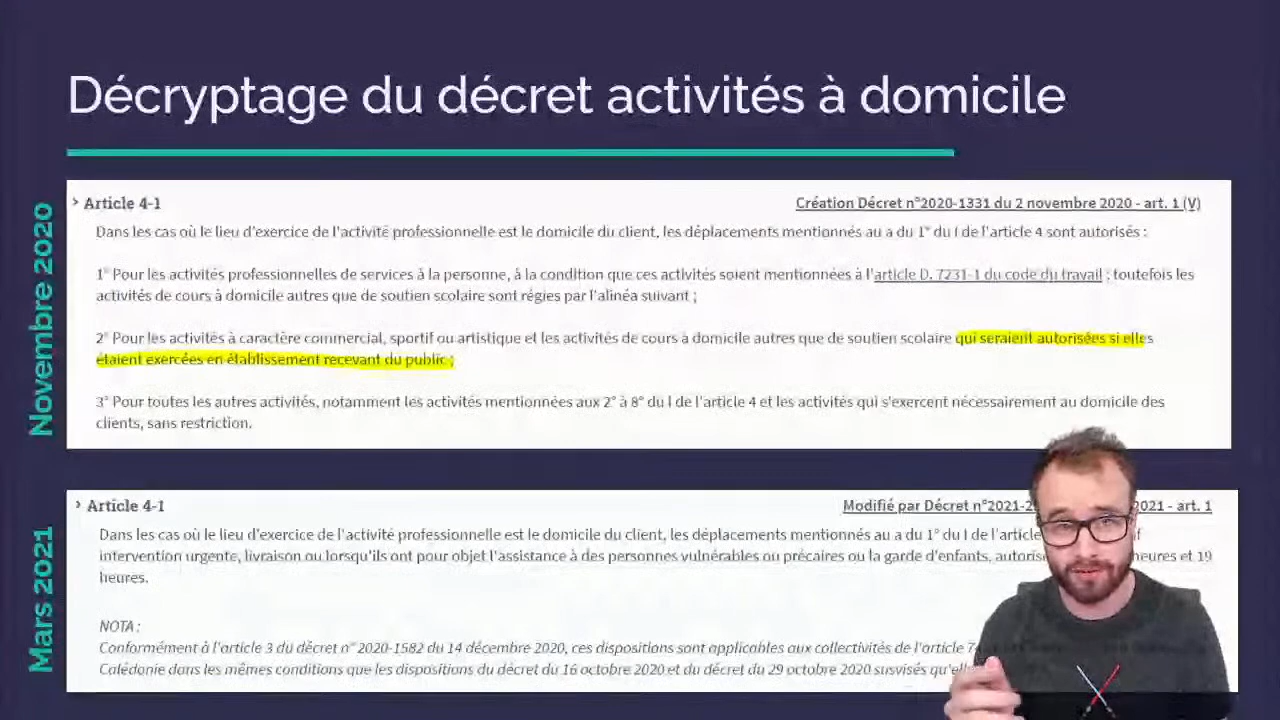 Décryptage du décret activités à domicile
Novembre 2020
› Article 4-1
Création Décret n°2020-1331 du 2 novembre 2020 - art. 1 (V)
Dans les cas où le lieu d'exercice de l'activité professionnelle est le domicile du client, les déplacements mentionnés au a du 1° du I de l'article 4 sont autorisés :
1° Pour les activités professionnelles de services à la personne, à la condition que ces activités soient mentionnées à l'article D. 7231-1 du code du travail ; toutefois les
activités de cours à domicile autres que de soutien scolaire sont régies par l'alinéa suivant ;
2° Pour les activités à caractère commercial, sportif ou artistique et les activités de cours à domicile autres que de soutien scolaire qui seraient autorisées si elles
étaient exercées en établissement recevant du public ;
3° Pour toutes les autres activités, notamment les activités mentionnées aux 2° à 8° du I de l'article 4 et les activités qui s'exercent nécessairement au domicile des
clients, sans restriction.
Mars 2021
› Article 4-1
Modifié par Décret n°2021- 2021 - art. 1
Dans les cas où le lieu d'exercice de l'activité professionnelle est le domicile du client, les déplacements mentionnés au a du 1° du I de l'article
intervention urgente, livraison ou lorsqu'ils ont pour objet l'assistance à des personnes vulnérables ou précaires ou la garde d'enfants, heures et 19
heures.
NOTA :
Conformément à l'article 3 du décret n° 2020-1582 du 14 décembre 2020, ces dispositions sont applicables aux collectivités de l'article
Calédonie dans les mêmes conditions que les dispositions du décret du 16 octobre 2020 et du décret du 29 octobre 2020 susvisés